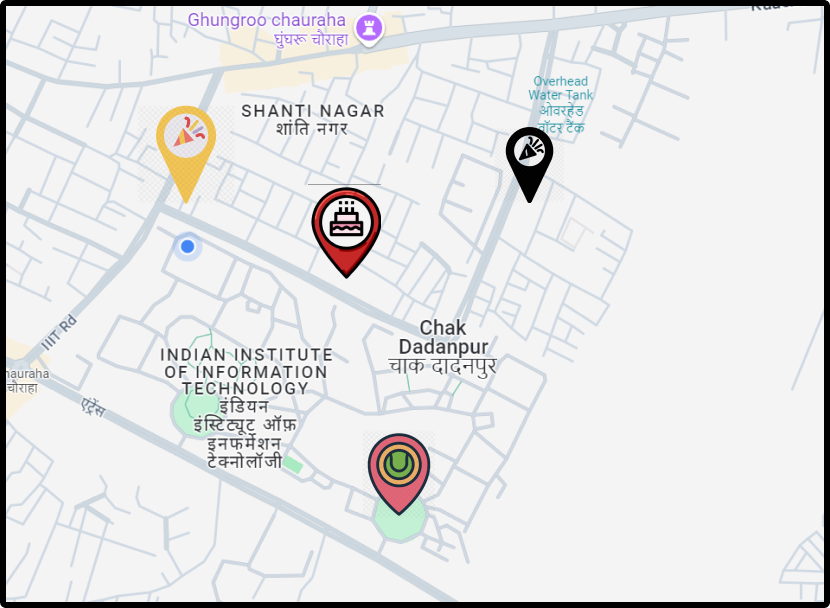 Ghungroo chauraha
घुंघरू चौराहा
SHANTI NAGAR
शांति नगर
Overhead
Water Tank
ओवरहेड
वॉटर टैंक
IIIT Rd
Chak
Dadanpur
चाक दादनपुर
INDIAN INSTITUTE
OF INFORMATION
TECHNOLOGY
इंडियन
इंस्टिट्यूट ऑफ़
इनफर्मेशन
टेक्नोलॉजी
hauraha
चौराहा
एंट्रेंस